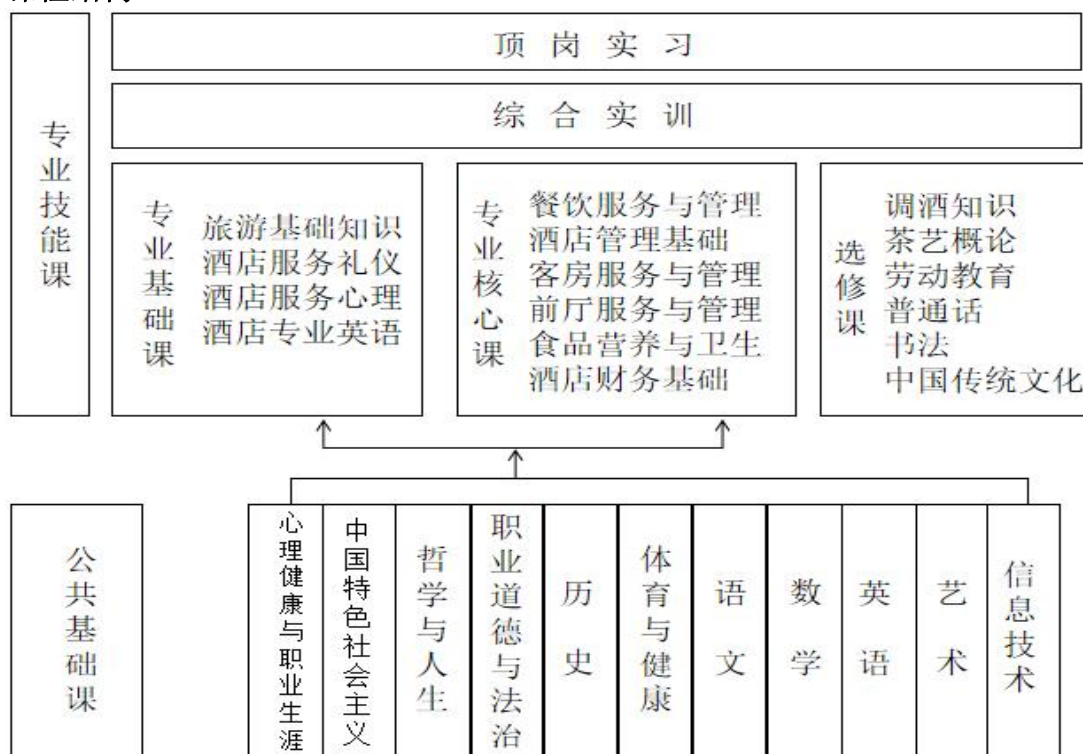 顶岗实习
综合实训
专业技能课
专业基础课
旅游基础知识
酒店服务礼仪
酒店服务心理
酒店专业英语
专业核心课
餐饮服务与管理
酒店管理基础
客房服务与管理
前厅服务与管理
食品营养与卫生
酒店财务基础
选修课
调酒知识
茶艺概论
劳动教育
普通话
书法
中国传统文化
公共基础课
心理健康与职业生涯
中国特色社会主义
哲学与人生
职业道德与法治
历史
体育与健康
语文
数学
英语
艺术
信息技术